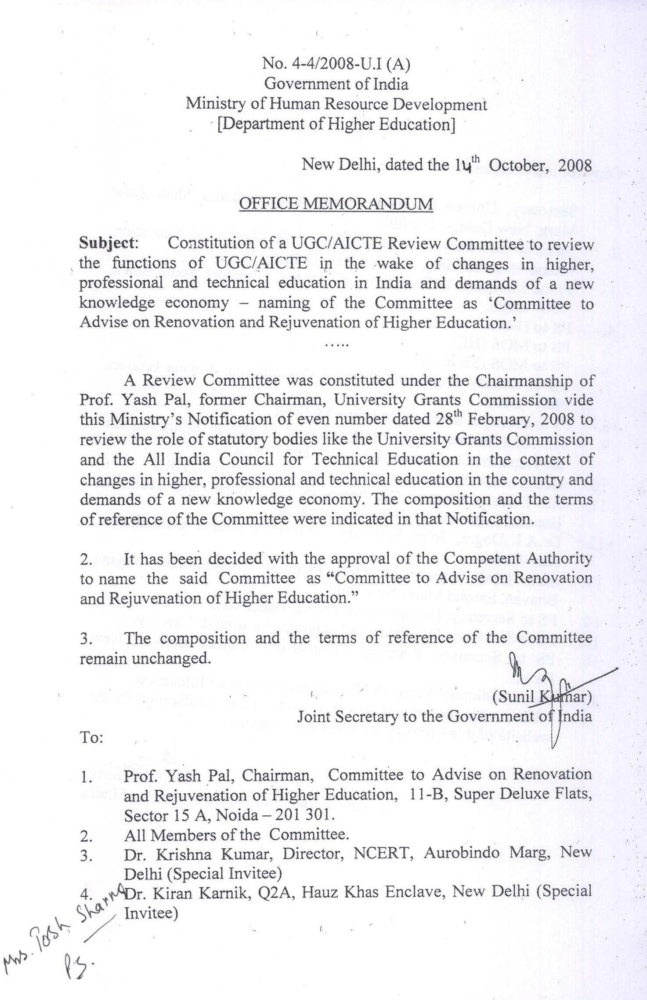 No. 4-4/2008-U.I (A)
Government of India
Ministry of Human Resource Development
[Department of Higher Education]
New Delhi, dated the 14th October, 2008
OFFICE MEMORANDUM
Subject: Constitution of a UGC/AICTE Review Committee to review
the functions of UGC/AICTE in the wake of changes in higher,
professional and technical education in India and demands of a new
knowledge economy – naming of the Committee as ‘Committee to
Advise on Renovation and Rejuvenation of Higher Education.’
.....
A Review Committee was constituted under the Chairmanship of
Prof. Yash Pal, former Chairman, University Grants Commission vide
this Ministry’s Notification of even number dated 28th February, 2008 to
review the role of statutory bodies like the University Grants Commission
and the All India Council for Technical Education in the context of
changes in higher, professional and technical education in the country and
demands of a new knowledge economy. The composition and the terms
of reference of the Committee were indicated in that Notification.
2. It has been decided with the approval of the Competent Authority
to name the said Committee as “Committee to Advise on Renovation
and Rejuvenation of Higher Education.”
3. The composition and the terms of reference of the Committee
remain unchanged.
(Sunil Kumar)
Joint Secretary to the Government of India
To:
1. Prof. Yash Pal, Chairman, Committee to Advise on Renovation
and Rejuvenation of Higher Education, 11-B, Super Deluxe Flats,
Sector 15 A, Noida – 201 301.
2. All Members of the Committee.
3. Dr. Krishna Kumar, Director, NCERT, Aurobindo Marg, New
Delhi (Special Invitee)
4. Dr. Kiran Karnik, Q2A, Hauz Khas Enclave, New Delhi (Special
Invitee)
Mrs. Tosh Sharma
PS.